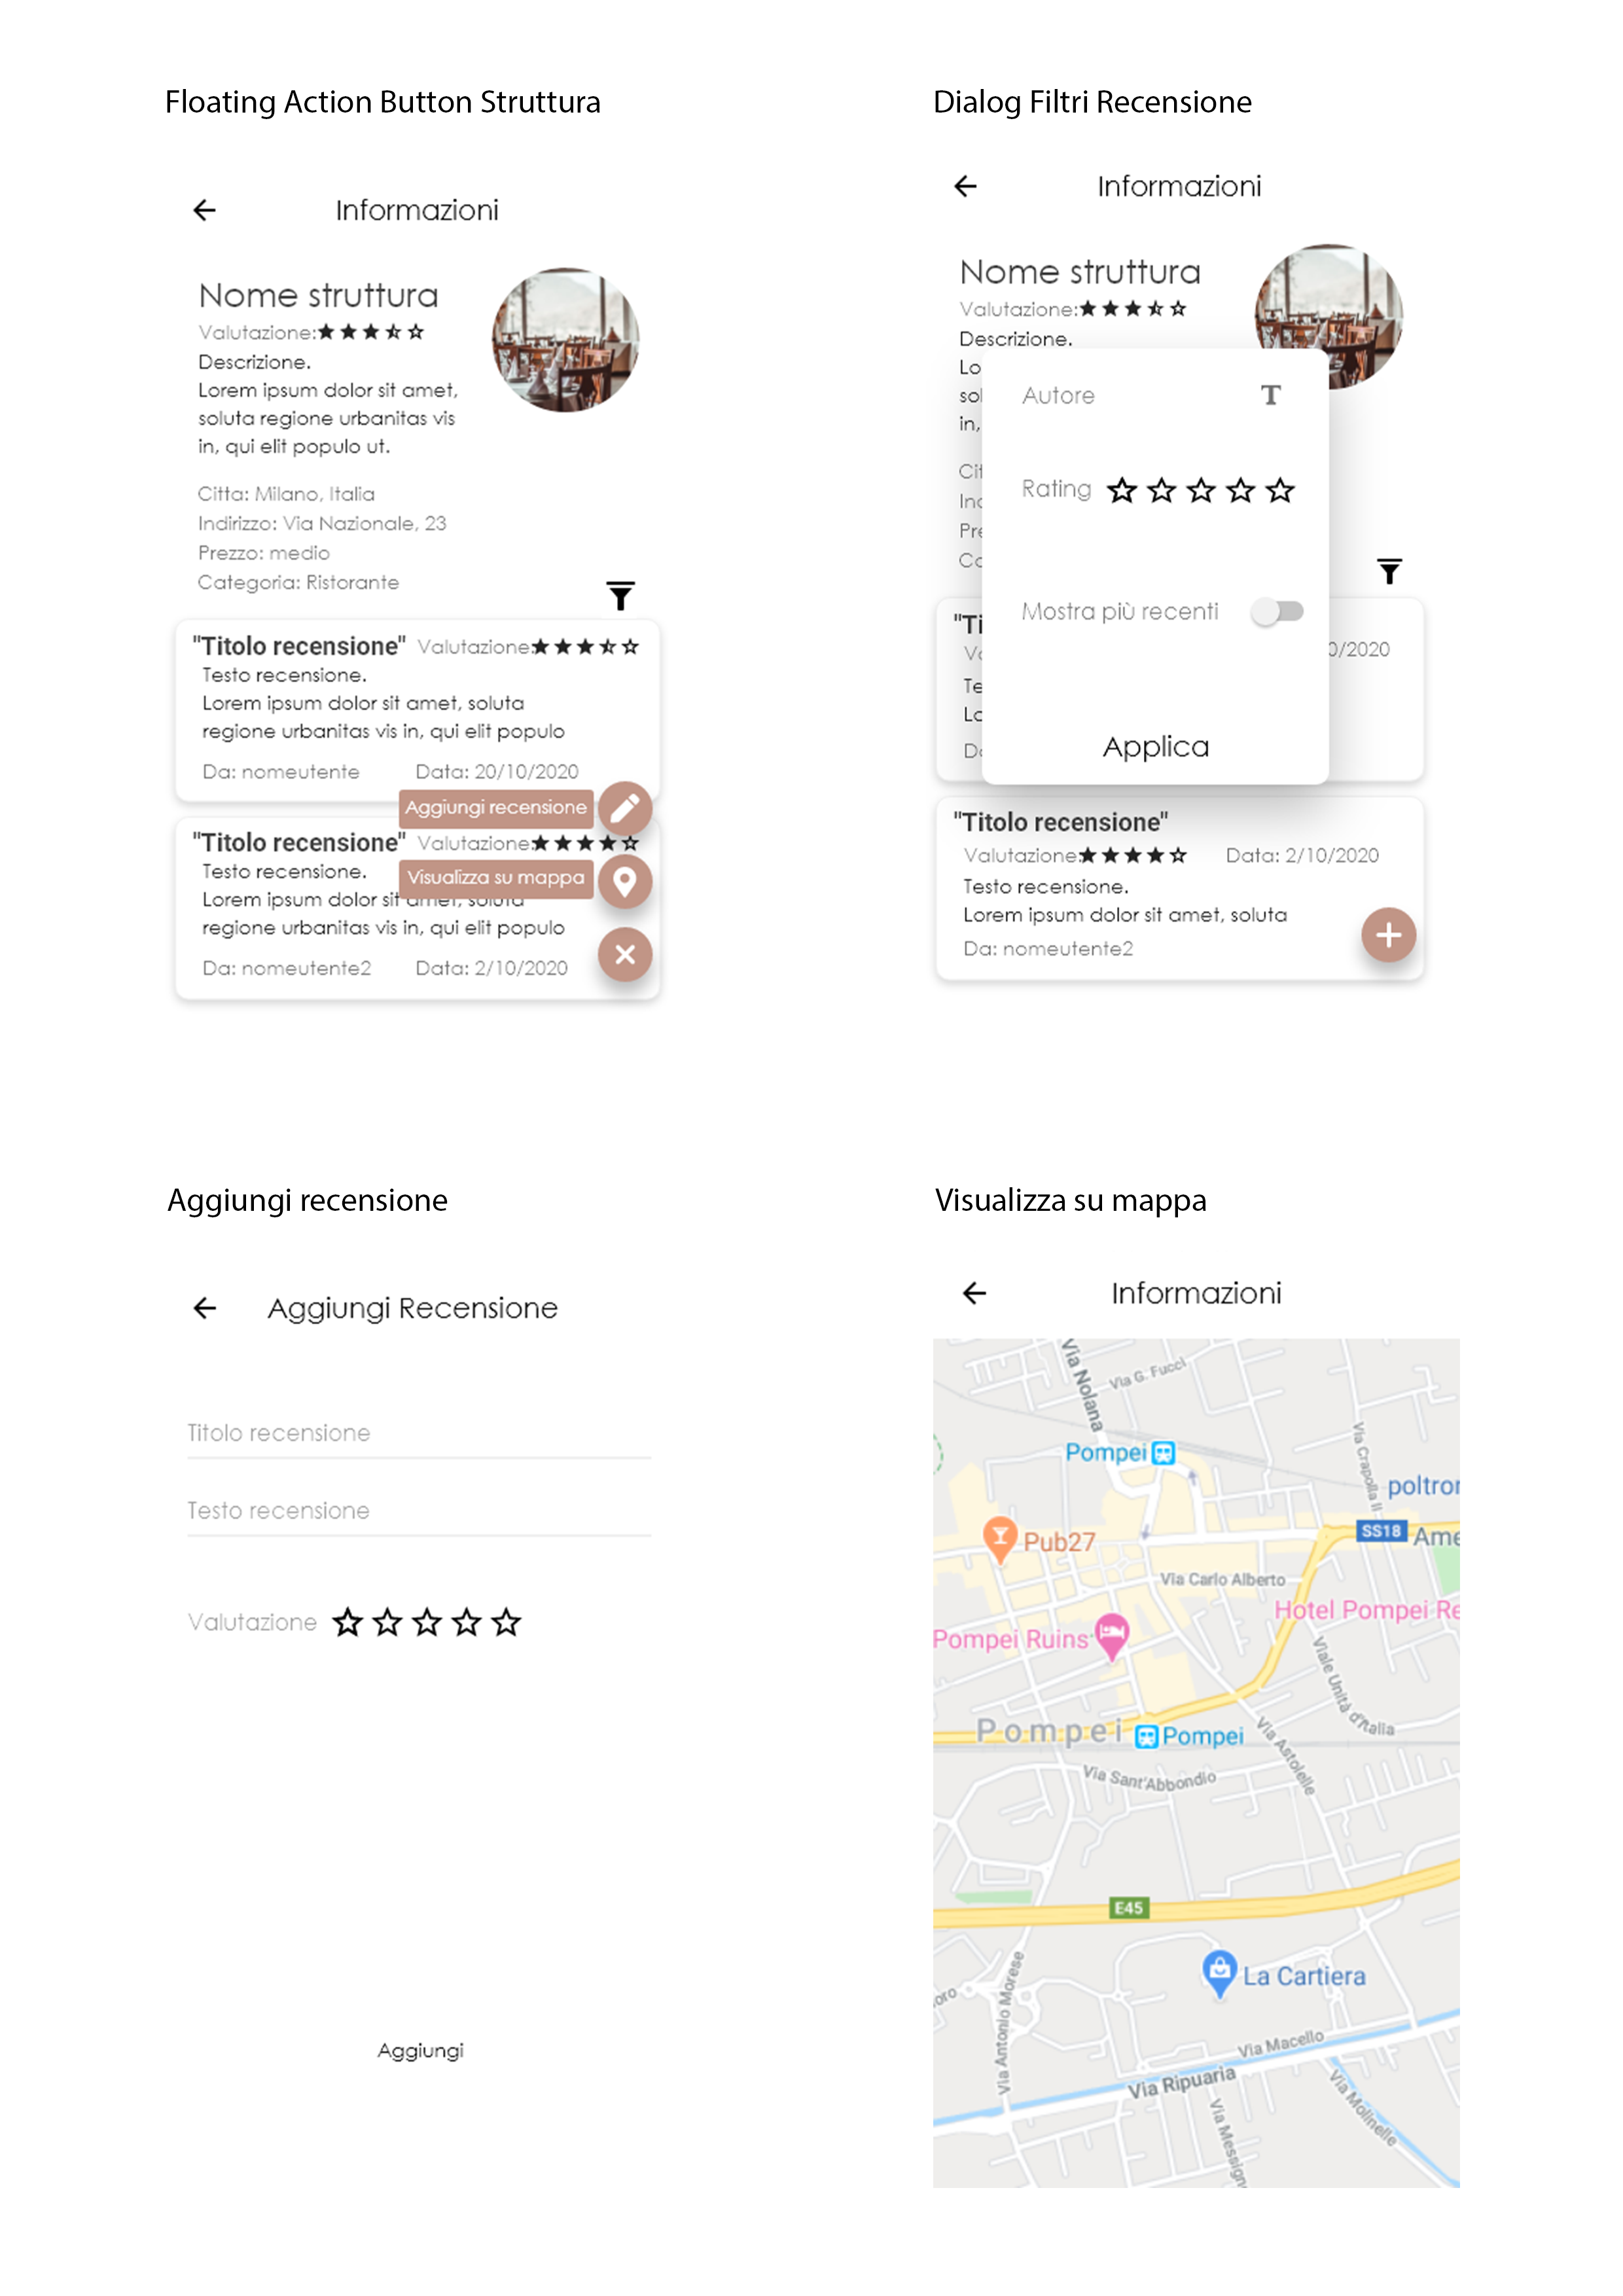 Floating Action Button Struttura
Informazioni
Nome struttura
Valutazione:
Descrizione.
Lorem ipsum dolor sit amet,
soluta regione urbanitas vis
in, qui elit populo ut.
Citta: Milano, Italia
Indirizzo: Via Nazionale, 23
Prezzo: medio
Categoria: Ristorante
"Titolo recensione" Valutazione:
Testo recensione.
Lorem ipsum dolor sit amet, soluta
regione urbanitas vis in, qui elit populo
Da: nomeutente Data: 20/10/2020
Aggiungi recensione
"Titolo recensione" Valutazione:
Testo recensione.
Visualizza su mappa
Lorem ipsum dolor sit amet, soluta
regione urbanitas vis in, qui elit populo
Da: nomeutente2 Data: 2/10/2020
Dialog Filtri Recensione
Informazioni
Nome struttura
Valutazione:
Descrizione.
Lo
sol
in,
Cit
Ind
Pre
Ca
Autore T
Rating
Mostra più recenti
Applica
"Ti
Va
0/2020
Te
Lo
Da
"Titolo recensione"
Valutazione: Data: 2/10/2020
Testo recensione.
Lorem ipsum dolor sit amet, soluta
Da: nomeutente2
Aggiungi recensione
Aggiungi Recensione
Titolo recensione
Testo recensione
Valutazione
Aggiungi
Visualizza su mappa
Informazioni
Via Nolana
Via G. Fucci
Via Crapolla II
Pompei
poltror
SS18
Ame
Pub27
Via Carlo Alberto
Hotel Pompei Re
Pompei Ruins
Viale Unità d'Italia
Pompei
Pompei
Via Astolelle
Via Sant'Abbondio
E45
La Cartiera
oro
Via Antonio Morese
Via Macello
Via Ripuaria
Via Molinelle
Via Messign